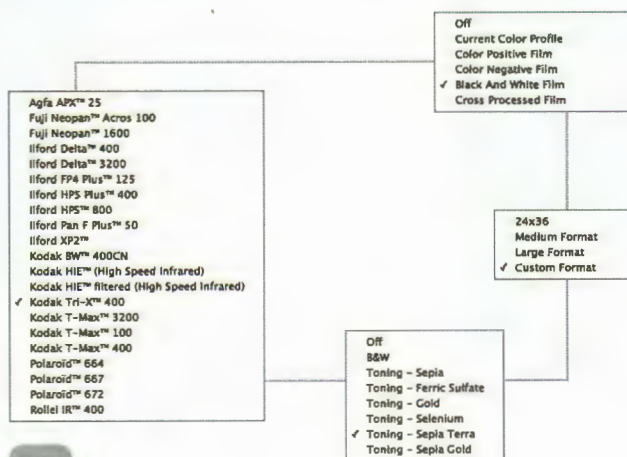 Off
Current Color Profile
Color Positive Film
Color Negative Film
✓ Black And White Film
Cross Processed Film
Agfa APX™ 25
Fuji Neopan™ Acros 100
Fuji Neopan™ 1600
Ilford Delta™ 400
Ilford Delta™ 3200
Ilford FP4 Plus™ 125
Ilford HPS Plus™ 400
Ilford HPS™ 800
Ilford Pan F Plus™ 50
Ilford XP2™
Kodak BW™ 400CN
Kodak HIE™ (High Speed Infrared)
Kodak HIE™ filtered (High Speed Infrared)
✓ Kodak Tri-X™ 400
Kodak T-Max™ 3200
Kodak T-Max™ 100
Kodak T-Max™ 400
Polaroid™ 664
Polaroid™ 667
Polaroid™ 672
Rollei IR™ 400
24x36
Medium Format
Large Format
✓ Custom Format
Off
B&W
Toning - Sepia
Toning - Ferric Sulfate
Toning - Gold
Toning - Selenium
✓ Toning - Sepia Terra
Toning - Sepia Gold